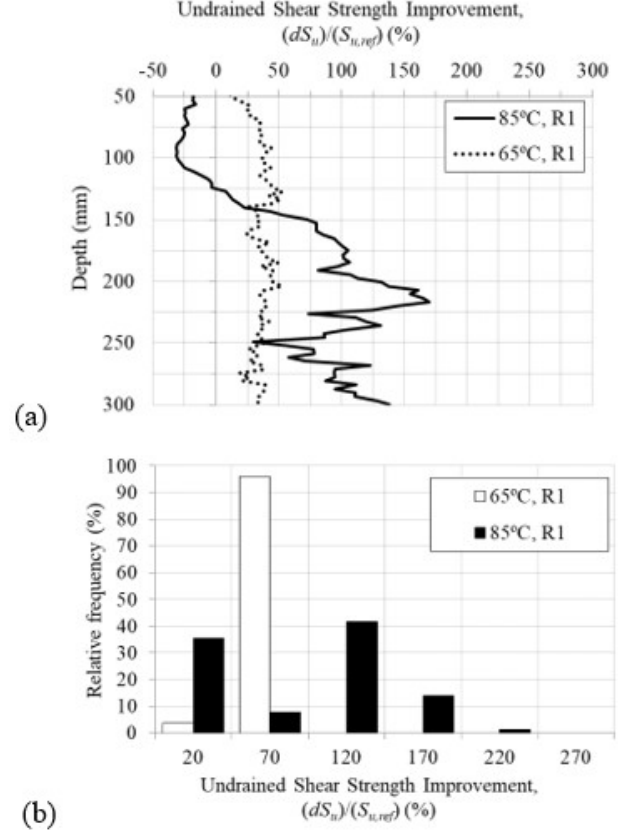 Undrained Shear Strength Improvement,
(dSu)/(Su,ref) (%)
-50 0 50 100 150 200 250 300
50
100
150
200
250
300
Depth (mm)
85ºC, R1
65ºC, R1
(a)
100
90
80
70
60
50
40
30
20
10
0
Relative frequency (%)
65ºC, R1
85ºC, R1
20 70 120 170 220 270
Undrained Shear Strength Improvement,
(dSu)/(Su,ref) (%)
(b)